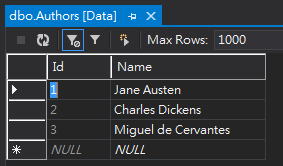 dbo.Authors [Data]
Max Rows: 1000
Id Name
1 Jane Austen
2 Charles Dickens
3 Miguel de Cervantes
NULL NULL